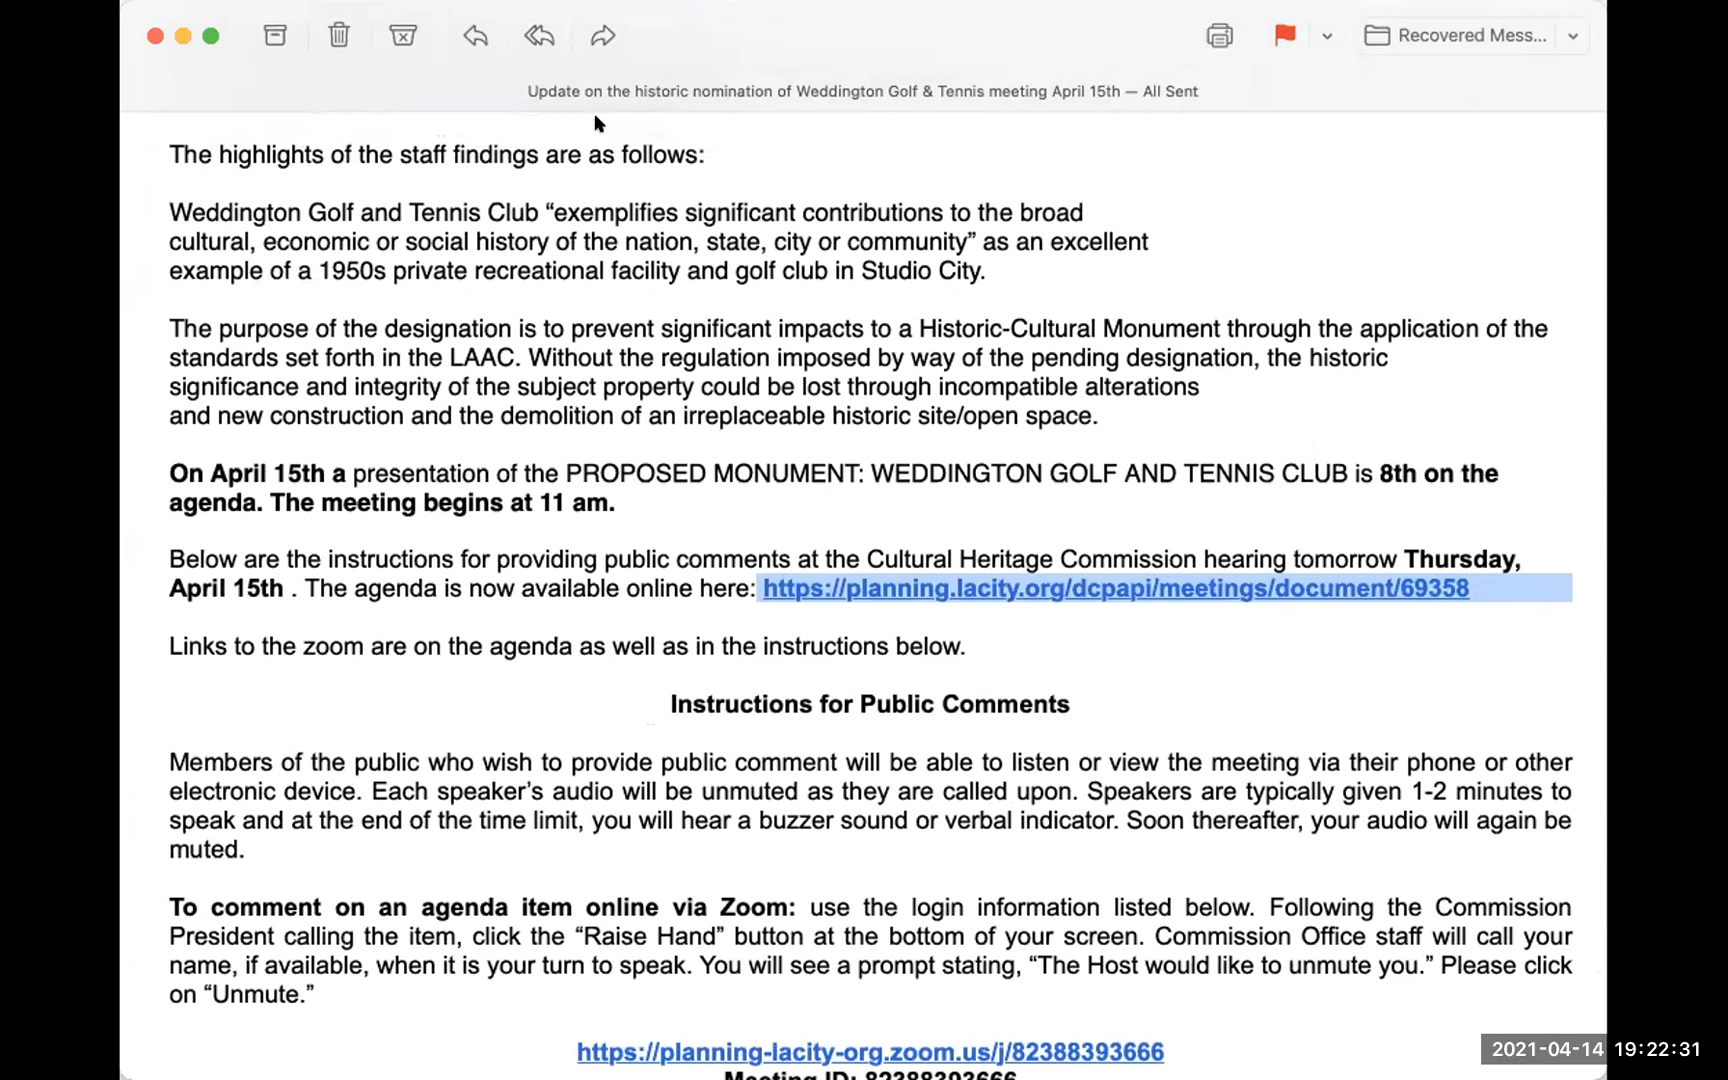 Recovered Mess...
Update on the historic nomination of Weddington Golf & Tennis meeting April 15th — All Sent
The highlights of the staff findings are as follows:
Weddington Golf and Tennis Club “exemplifies significant contributions to the broad
cultural, economic or social history of the nation, state, city or community” as an excellent
example of a 1950s private recreational facility and golf club in Studio City.
The purpose of the designation is to prevent significant impacts to a Historic-Cultural Monument through the application of the
standards set forth in the LAAC. Without the regulation imposed by way of the pending designation, the historic
significance and integrity of the subject property could be lost through incompatible alterations
and new construction and the demolition of an irreplaceable historic site/open space.
On April 15th a presentation of the PROPOSED MONUMENT: WEDDINGTON GOLF AND TENNIS CLUB is 8th on the
agenda. The meeting begins at 11 am.
Below are the instructions for providing public comments at the Cultural Heritage Commission hearing tomorrow Thursday,
April 15th . The agenda is now available online here: https://planning.lacity.org/dcpapi/meetings/document/69358
Links to the zoom are on the agenda as well as in the instructions below.
Instructions for Public Comments
Members of the public who wish to provide public comment will be able to listen or view the meeting via their phone or other
electronic device. Each speaker’s audio will be unmuted as they are called upon. Speakers are typically given 1-2 minutes to
speak and at the end of the time limit, you will hear a buzzer sound or verbal indicator. Soon thereafter, your audio will again be
muted.
To comment on an agenda item online via Zoom: use the login information listed below. Following the Commission
President calling the item, click the “Raise Hand” button at the bottom of your screen. Commission Office staff will call your
name, if available, when it is your turn to speak. You will see a prompt stating, “The Host would like to unmute you.” Please click
on “Unmute.”
https://planning-lacity-org.zoom.us/j/82388393666
Meeting ID: 82388393666
2021-04-14 19:22:31